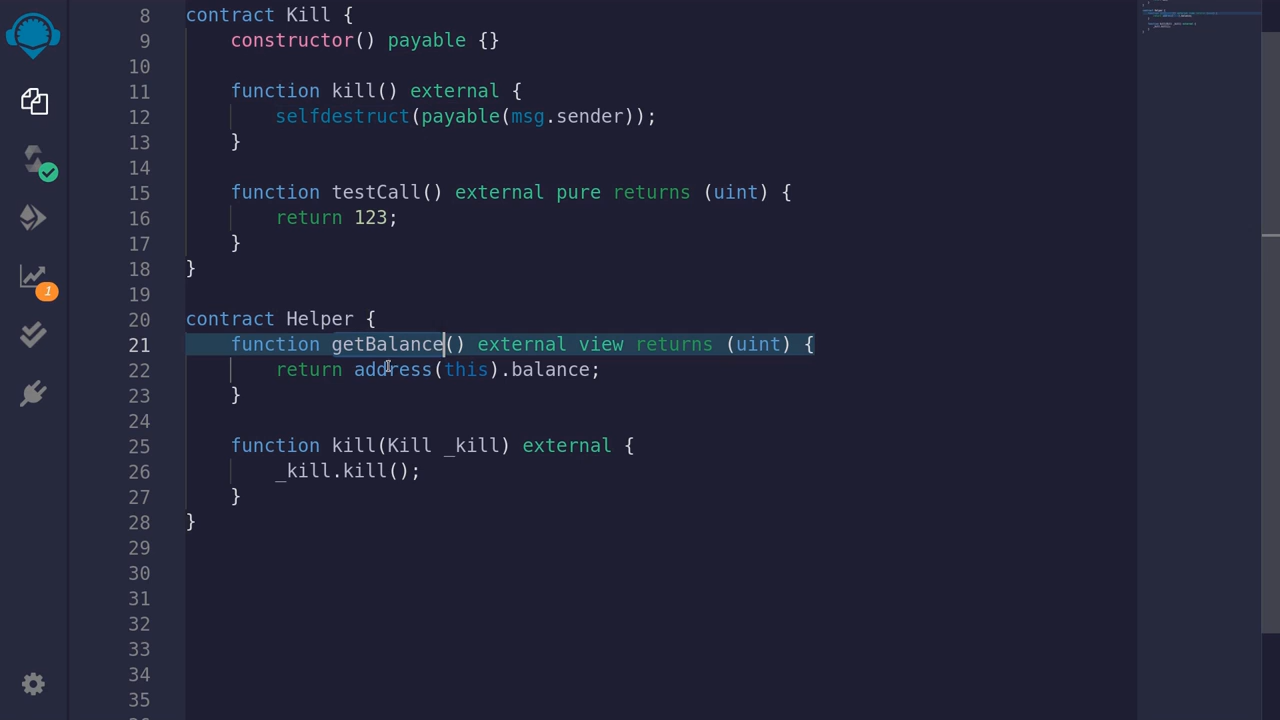 8 contract Kill {
9 constructor() payable {}
10
11 function kill() external {
12 selfdestruct(payable(msg.sender));
13 }
14
15 function testCall() external pure returns (uint) {
16 return 123;
17 }
18 }
19
20 contract Helper {
21 function getBalance() external view returns (uint) {
22 return address(this).balance;
23 }
24
25 function kill(Kill _kill) external {
26 _kill.kill();
27 }
28 }
29
30
31
32
33
34
35
1